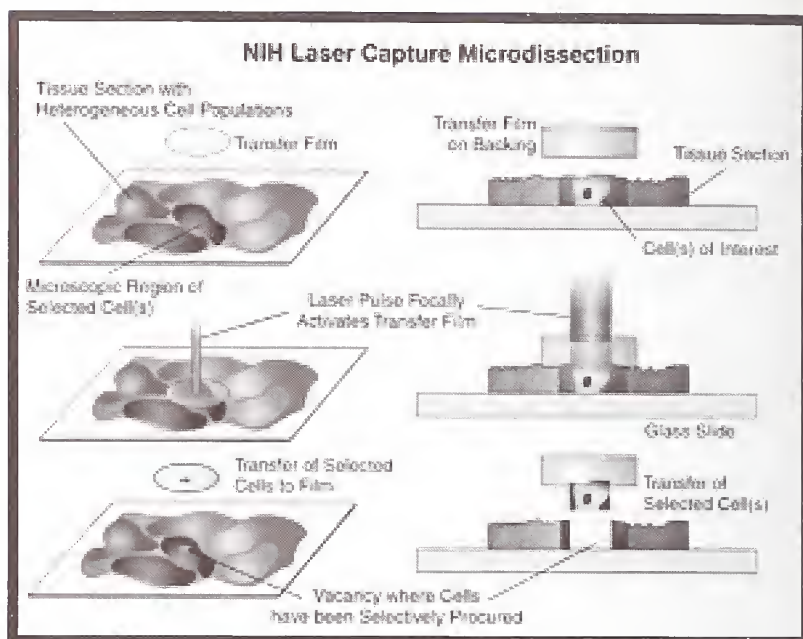 NIH Laser Capture Microdissection
Tissue Section with
Heterogeneous Cell Populations
Transfer Film
Transfer Film
on Backing
Tissue Section
Cell(s) of Interest
Microscopic Region of
Selected Cell(s)
Laser Pulse Focally
Activates Transfer Film
Glass Slide
Transfer of Selected
Cells to Film
Transfer of
Selected Cell(s)
Vacancy where Cells
have been Selectively Procured